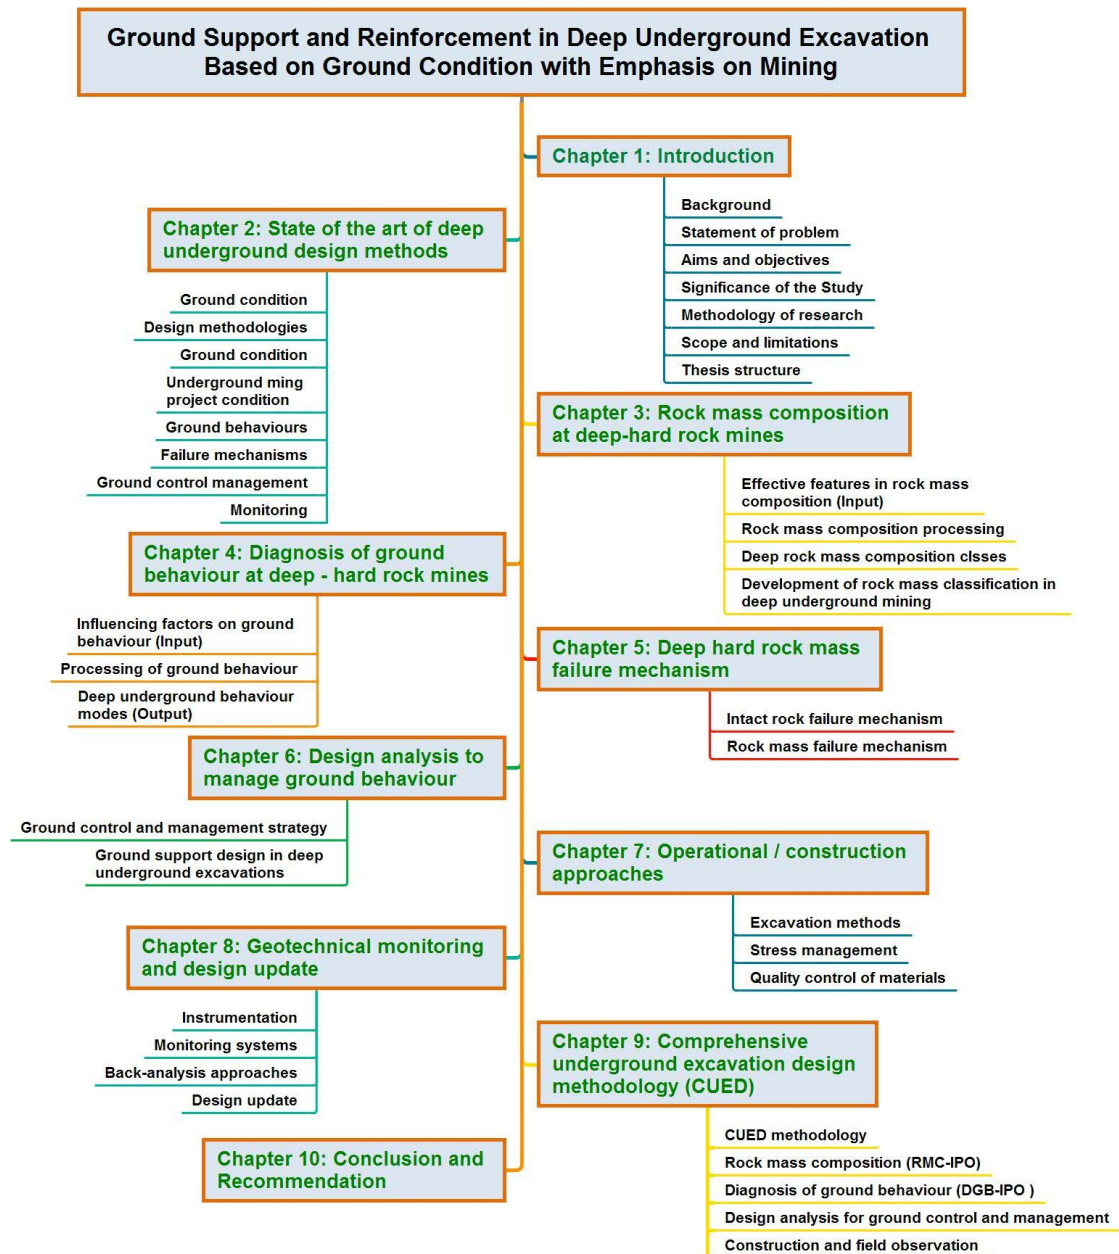 Ground Support and Reinforcement in Deep Underground Excavation
Based on Ground Condition with Emphasis on Mining
Chapter 1: Introduction
Background
Statement of problem
Aims and objectives
Significance of the Study
Methodology of research
Scope and limitations
Thesis structure
Chapter 2: State of the art of deep
underground design methods
Ground condition
Design methodologies
Ground condition
Underground ming
project condition
Ground behaviours
Failure mechanisms
Ground control management
Monitoring
Chapter 3: Rock mass composition
at deep-hard rock mines
Effective features in rock mass
composition (Input)
Rock mass composition processing
Deep rock mass composition clsses
Development of rock mass classification in
deep underground mining
Chapter 4: Diagnosis of ground
behaviour at deep - hard rock mines
Influencing factors on ground
behaviour (Input)
Processing of ground behaviour
Deep underground behaviour
modes (Output)
Chapter 5: Deep hard rock mass
failure mechanism
Intact rock failure mechanism
Rock mass failure mechanism
Chapter 6: Design analysis to
manage ground behaviour
Ground control and management strategy
Ground support design in deep
underground excavations
Chapter 7: Operational / construction
approaches
Excavation methods
Stress management
Quality control of materials
Chapter 8: Geotechnical monitoring
and design update
Instrumentation
Monitoring systems
Back-analysis approaches
Design update
Chapter 9: Comprehensive
underground excavation design
methodology (CUED)
CUED methodology
Rock mass composition (RMC-IPO)
Diagnosis of ground behaviour (DGB-IPO )
Design analysis for ground control and management
Construction and field observation
Chapter 10: Conclusion and
Recommendation